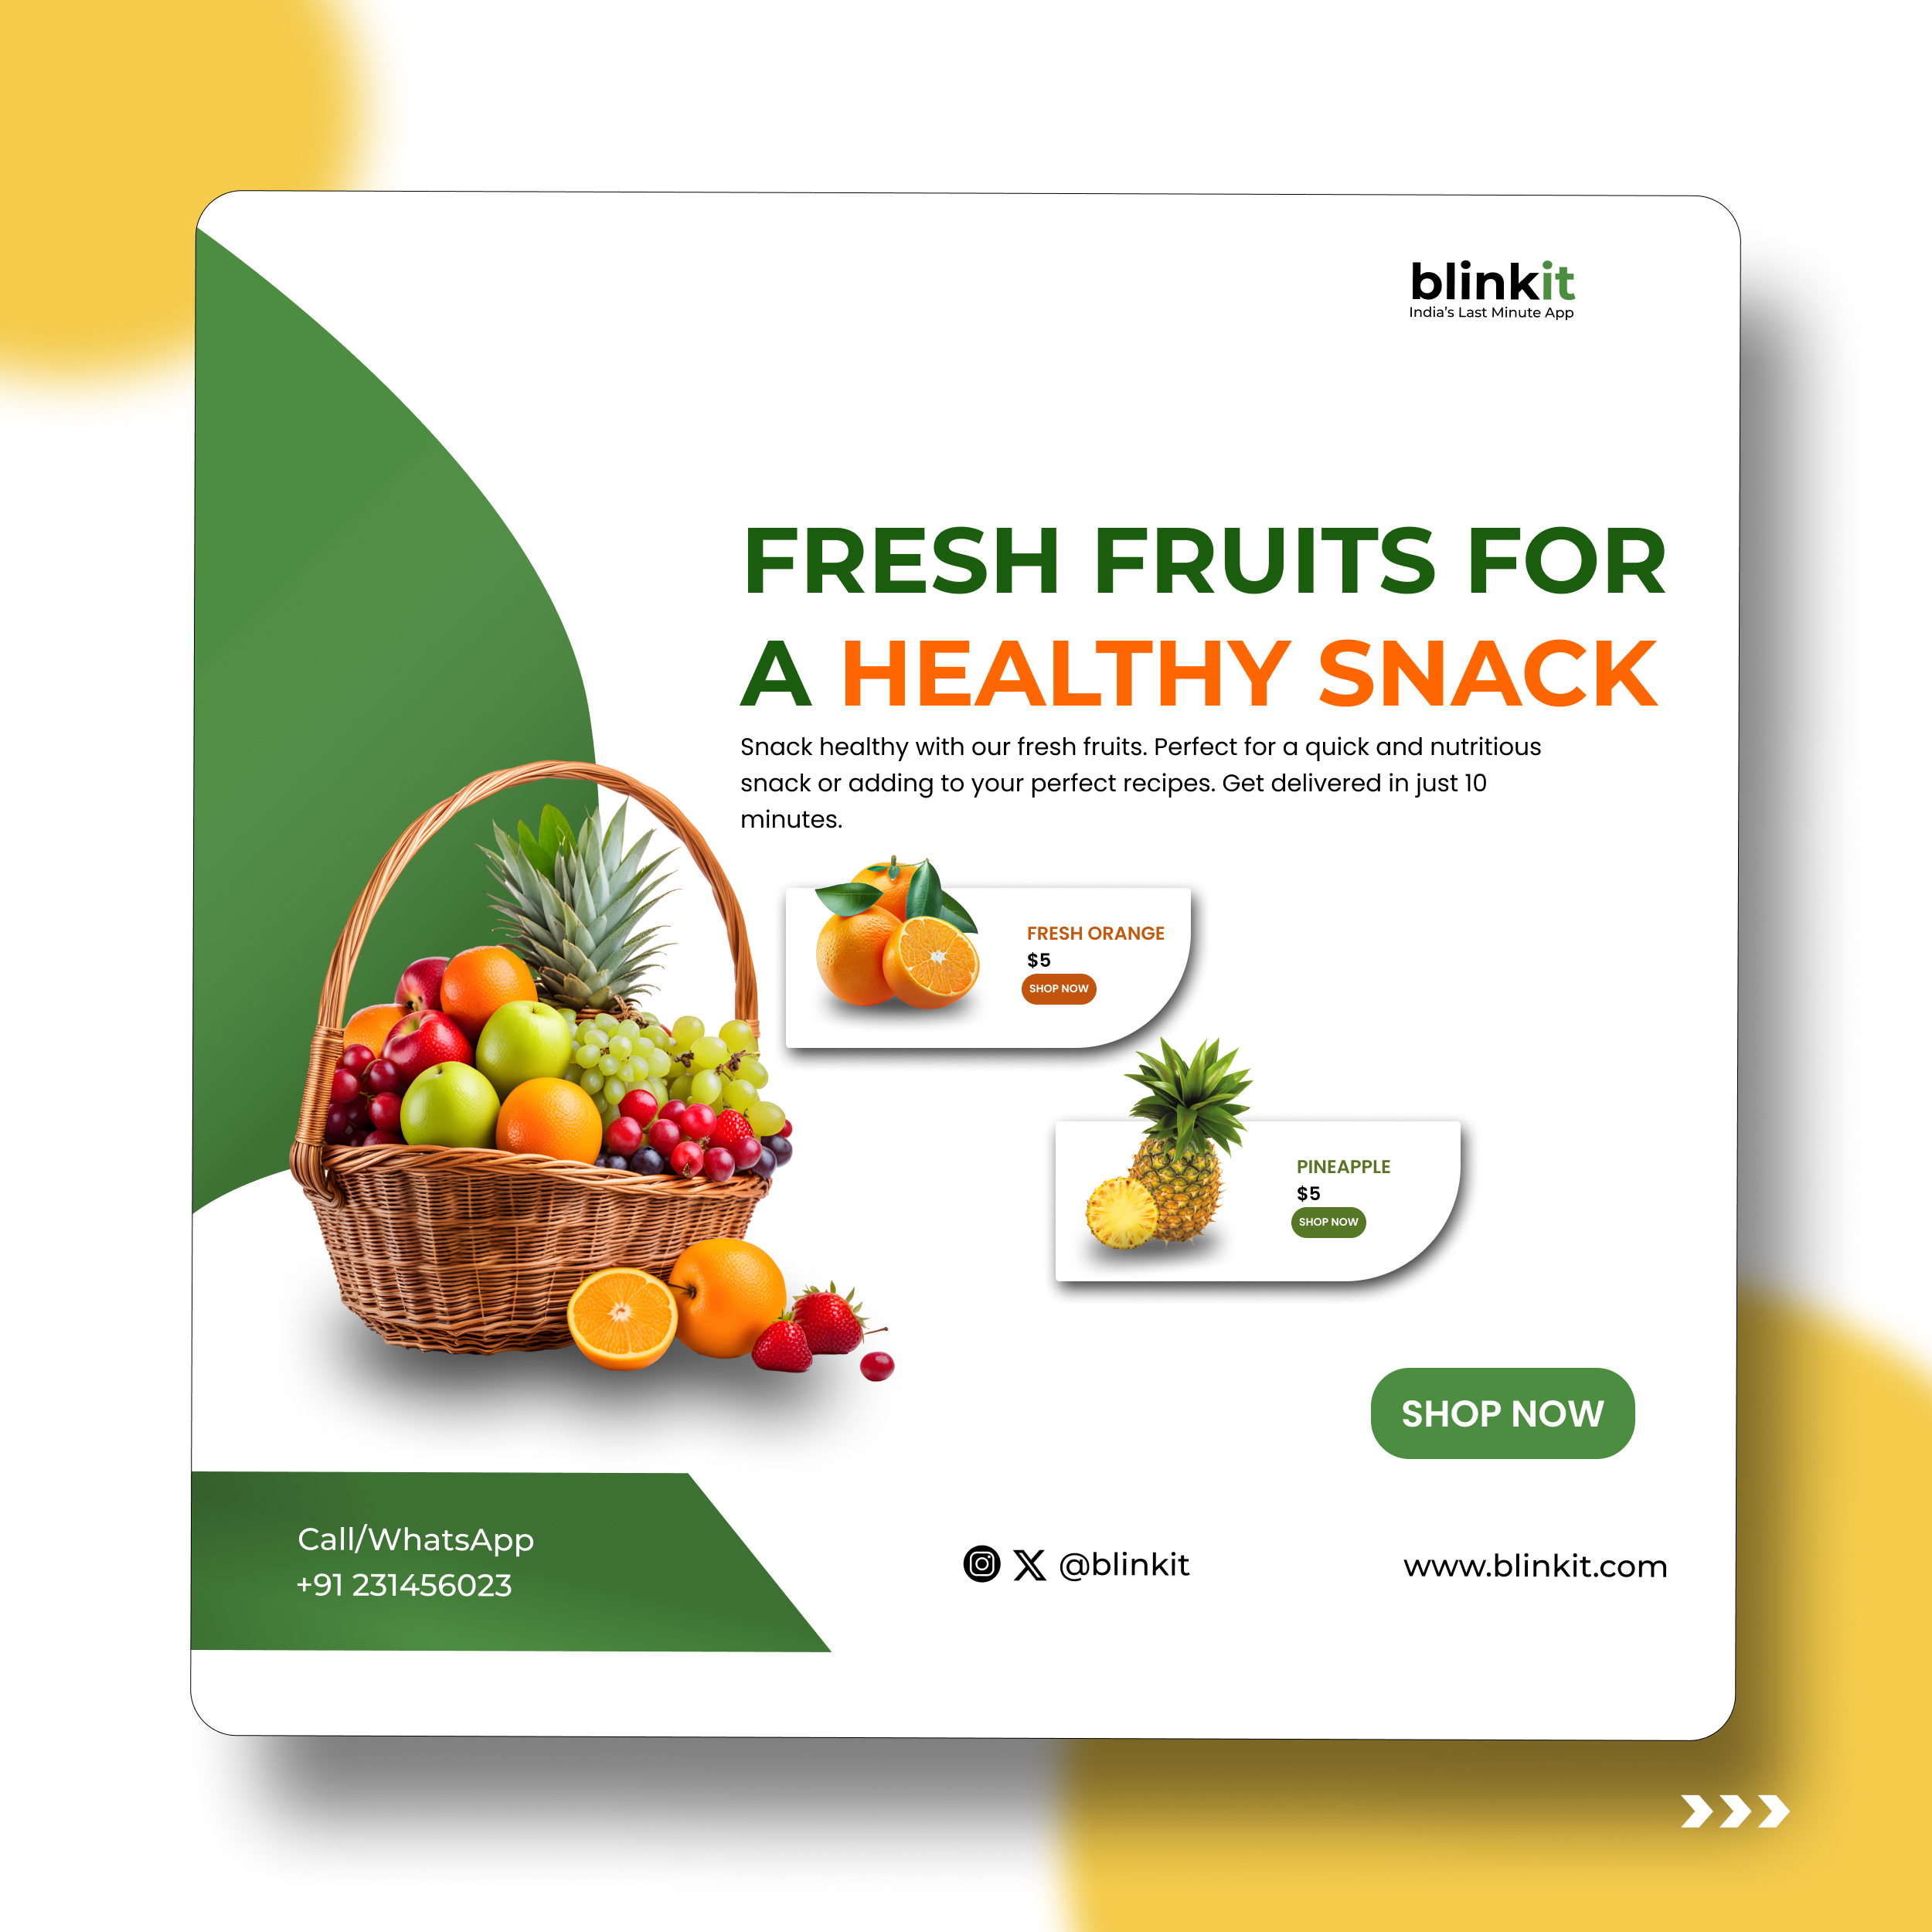 blinkit
India's Last Minute App
FRESH FRUITS FOR
A HEALTHY SNACK
Snack healthy with our fresh fruits. Perfect for a quick and nutritious
snack or adding to your perfect recipes. Get delivered in just 10
minutes.
FRESH ORANGE
$5
SHOP NOW
PINEAPPLE
$5
SHOP NOW
SHOP NOW
Call/WhatsApp
+91 231456023
@blinkit
www.blinkit.com